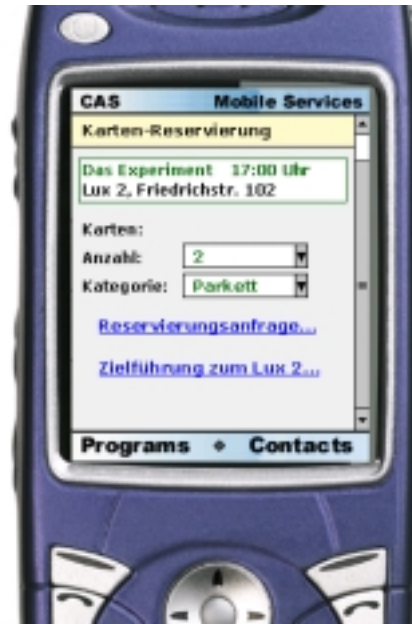 CAS Mobile Services
Karten-Reservierung
Das Experiment 17:00 Uhr
Lux 2, Friedrichstr. 102
Karten:
Anzahl: 2
Kategorie: Parkett
Reservierungsanfrage...
Zielführung zum Lux 2...
Programs Contacts